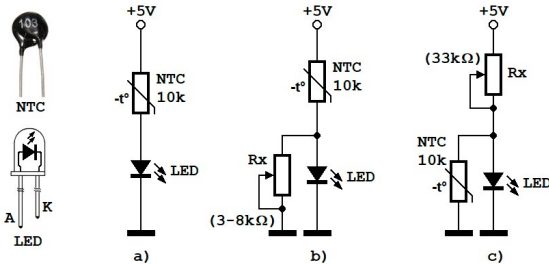 103
NTC
A
K
LED
+5V
NTC
-t° 10k
LED
a)
+5V
NTC
-t° 10k
Rx
LED
(3-8kΩ)
b)
+5V
(33kΩ)
Rx
NTC
10k
-t°
LED
c)